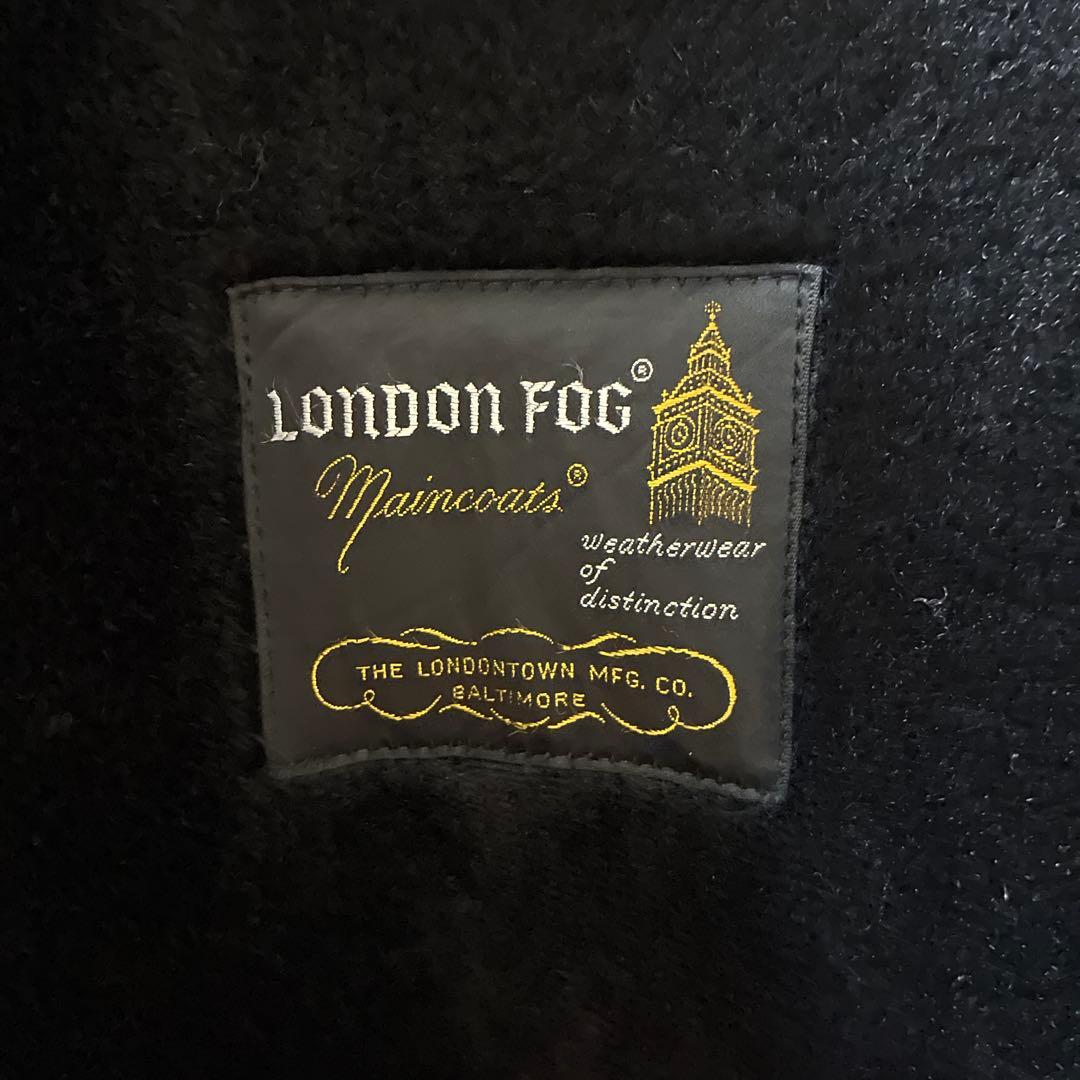 LONDON FOG®
Maincoats®
weatherwear
of
distinction
THE LONDONTOWN MFG. CO.
BALTIMORE